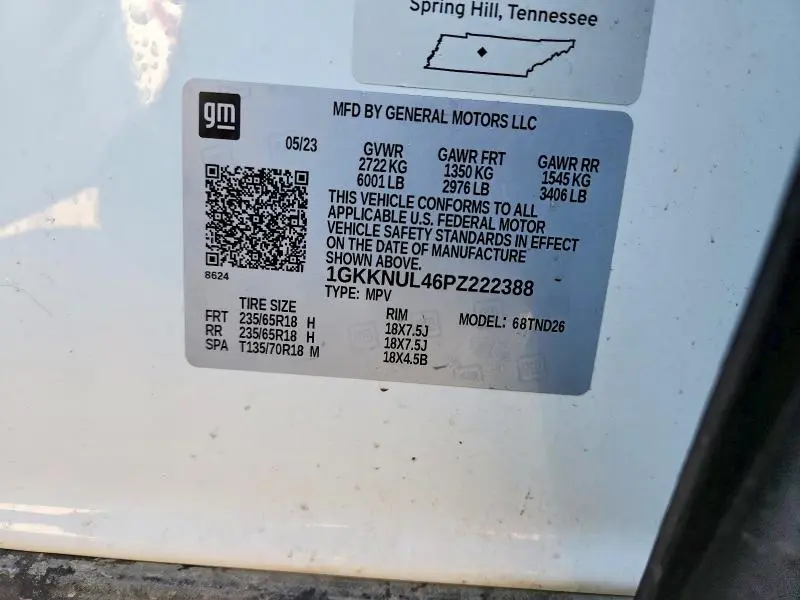 Spring Hill, Tennessee
gm
MFD BY GENERAL MOTORS LLC
05/23
GVWR GAWR FRT GAWR RR
2722 KG 1350 KG 1545 KG
6001 LB 2976 LB 3406 LB
THIS VEHICLE CONFORMS TO ALL
APPLICABLE U.S. FEDERAL MOTOR
VEHICLE SAFETY STANDARDS IN EFFECT
ON THE DATE OF MANUFACTURE
SHOWN ABOVE.
8624
1GKKNUL46PZ222388
TYPE: MPV
TIRE SIZE RIM MODEL: 68TND26
FRT 235/65R18 H 18X7.5J
RR 235/65R18 H 18X7.5J
SPA T135/70R18 M 18X4.5B